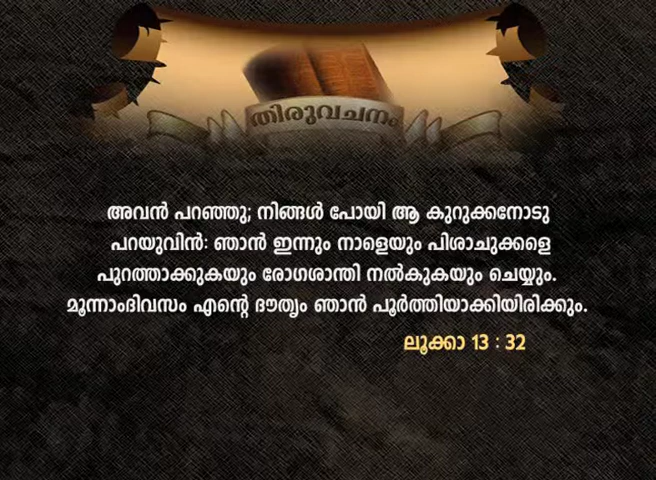 തിരുവചനം
അവൻ പറഞ്ഞു; നിങ്ങൾ പോയി ആ കുറുക്കനോടു
പറയുവിൻ: ഞാൻ ഇന്നും നാളെയും പിശാചുക്കളെ
പുറത്താക്കുകയും രോഗശാന്തി നൽകുകയും ചെയ്യും.
മൂന്നാംദിവസം എന്റെ ദൗത്യം ഞാൻ പൂർത്തിയാക്കിയിരിക്കും.
ലൂക്കാ 13 : 32